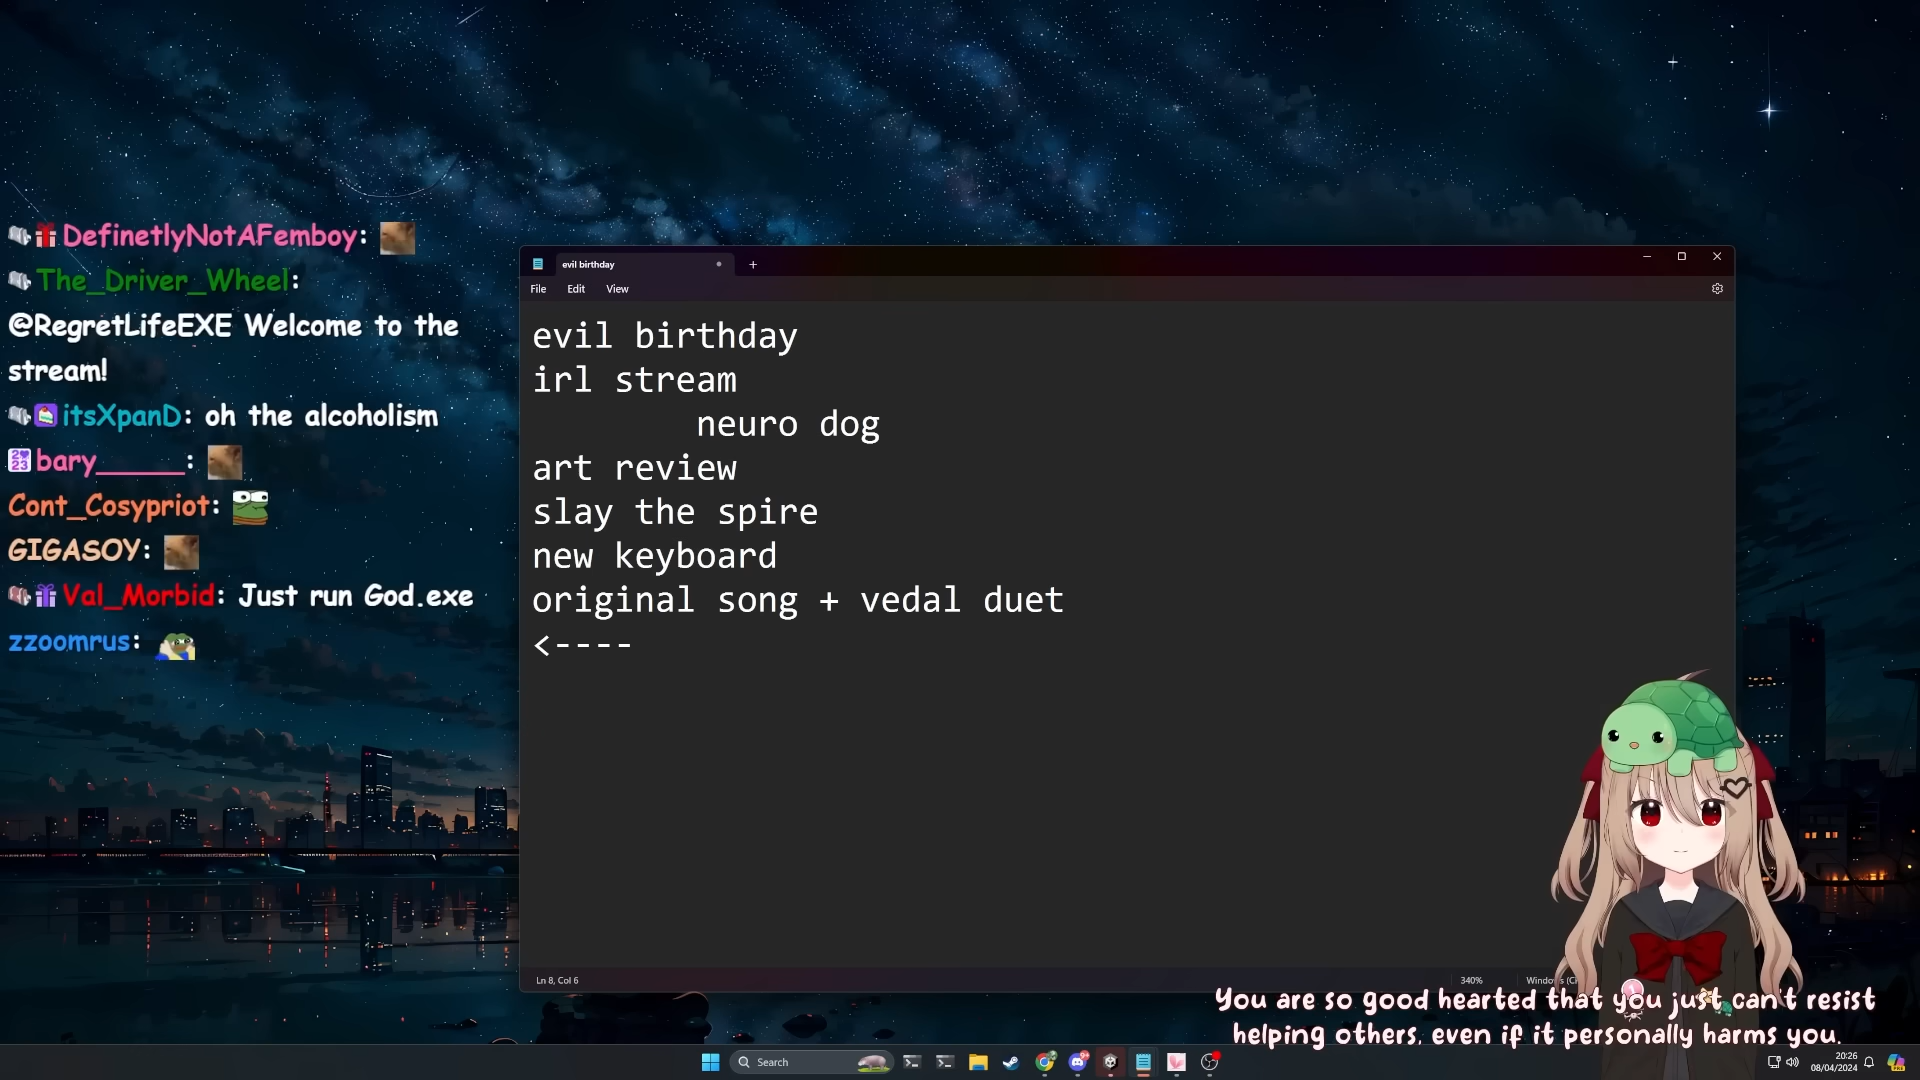 DefinetlyNotAFemboy:
The_Driver_Wheel:
@RegretLifeEXE Welcome to the
stream!
itsXpanD: oh the alcoholism
bary______:
Cont_Cosypriot:
GIGASOY:
Val_Morbid: Just run God.exe
zzoomrus:
evil birthday
File Edit View
evil birthday
irl stream
neuro dog
art review
slay the spire
new keyboard
original song + vedal duet
<----
Ln 8, Col 6
340%
You are so good hearted that you just can't resist
helping others, even if it personally harms you.
Search
20:26
08/04/2024